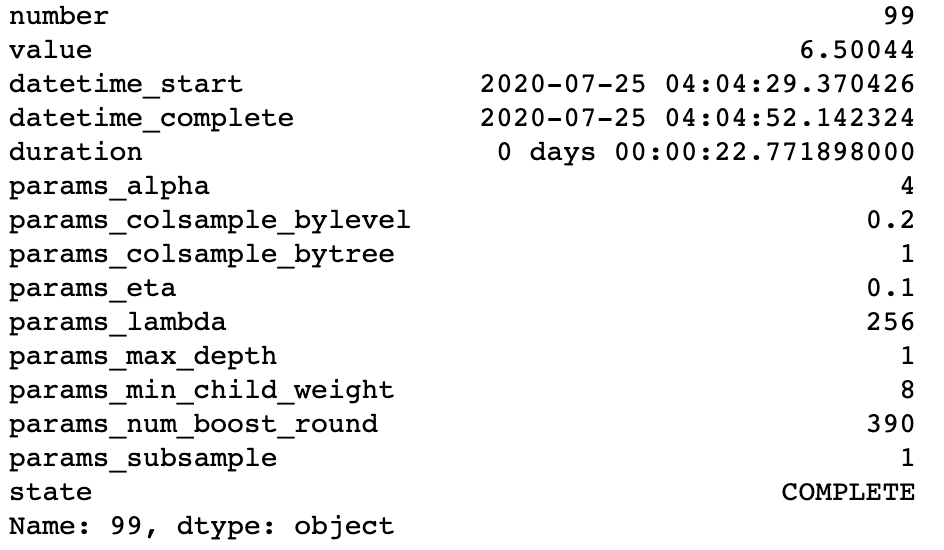 number 99
value 6.50044
datetime_start 2020-07-25 04:04:29.370426
datetime_complete 2020-07-25 04:04:52.142324
duration 0 days 00:00:22.771898000
params_alpha 4
params_colsample_bylevel 0.2
params_colsample_bytree 1
params_eta 0.1
params_lambda 256
params_max_depth 1
params_min_child_weight 8
params_num_boost_round 390
params_subsample 1
state COMPLETE
Name: 99, dtype: object